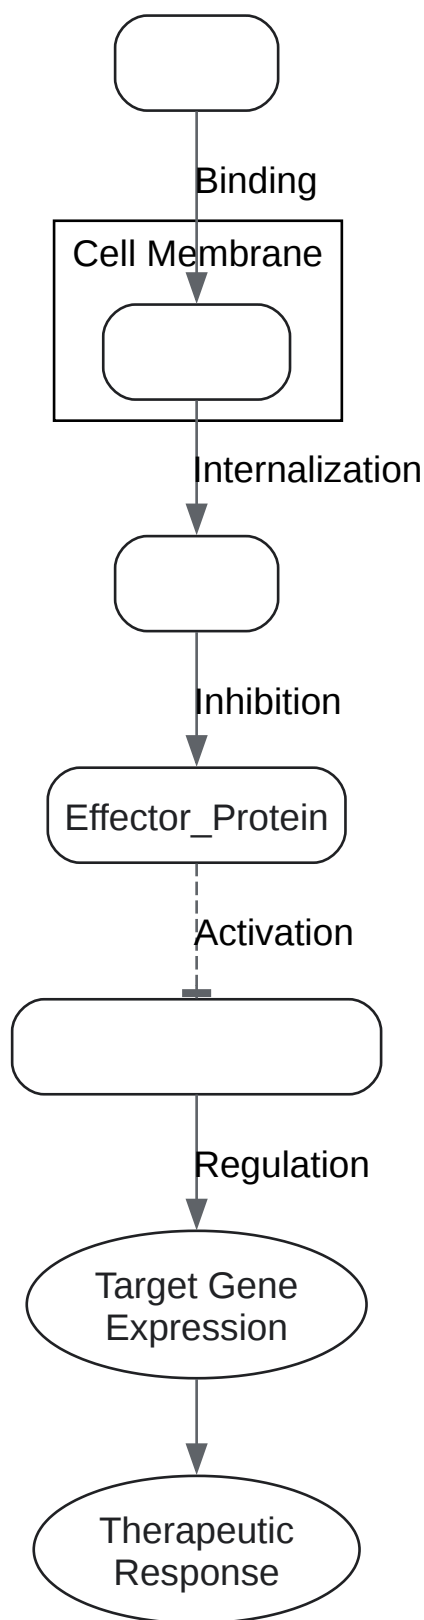 Binding
Cell Membrane
Internalization
Inhibition
Effector_Protein
Activation
Regulation
Target Gene
Expression
Therapeutic
Response